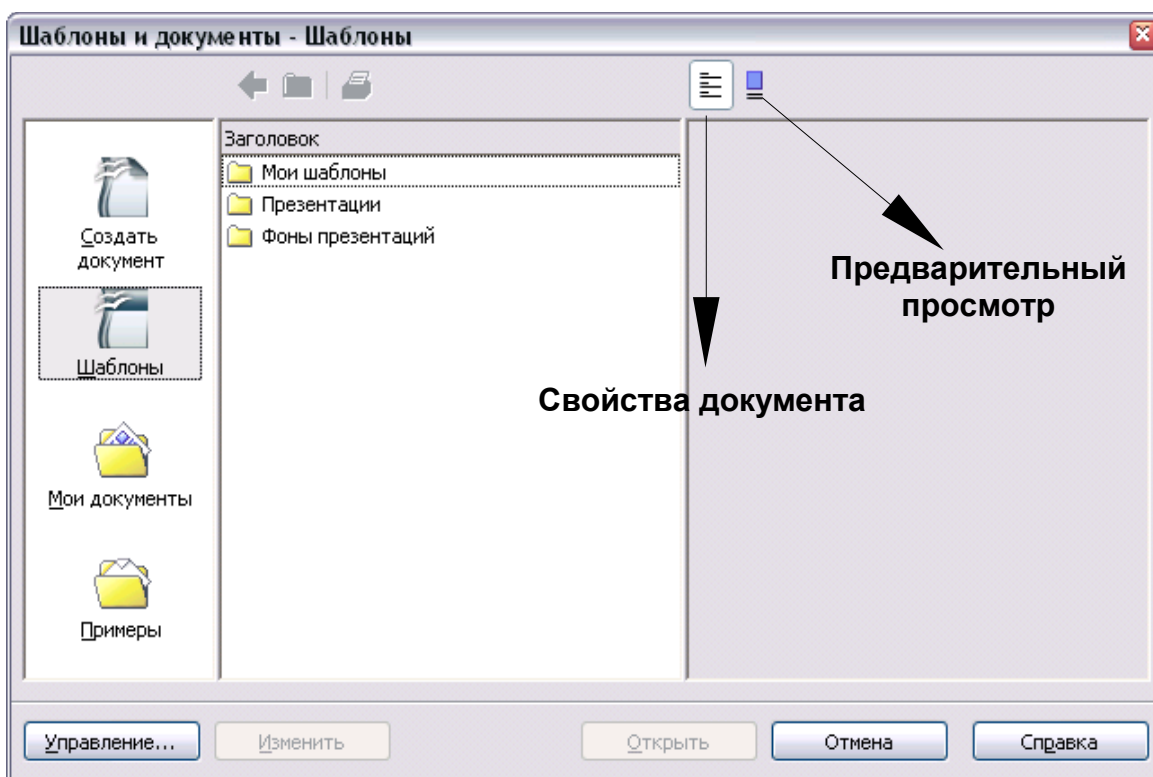 Шаблоны и документы - Шаблоны
Создать
документ
Шаблоны
Мои документы
Примеры
Заголовок
Мои шаблоны
Презентации
Фоны презентаций
Предварительный
просмотр
Свойства документа
Управление...
Изменить
Открыть
Отмена
Справка